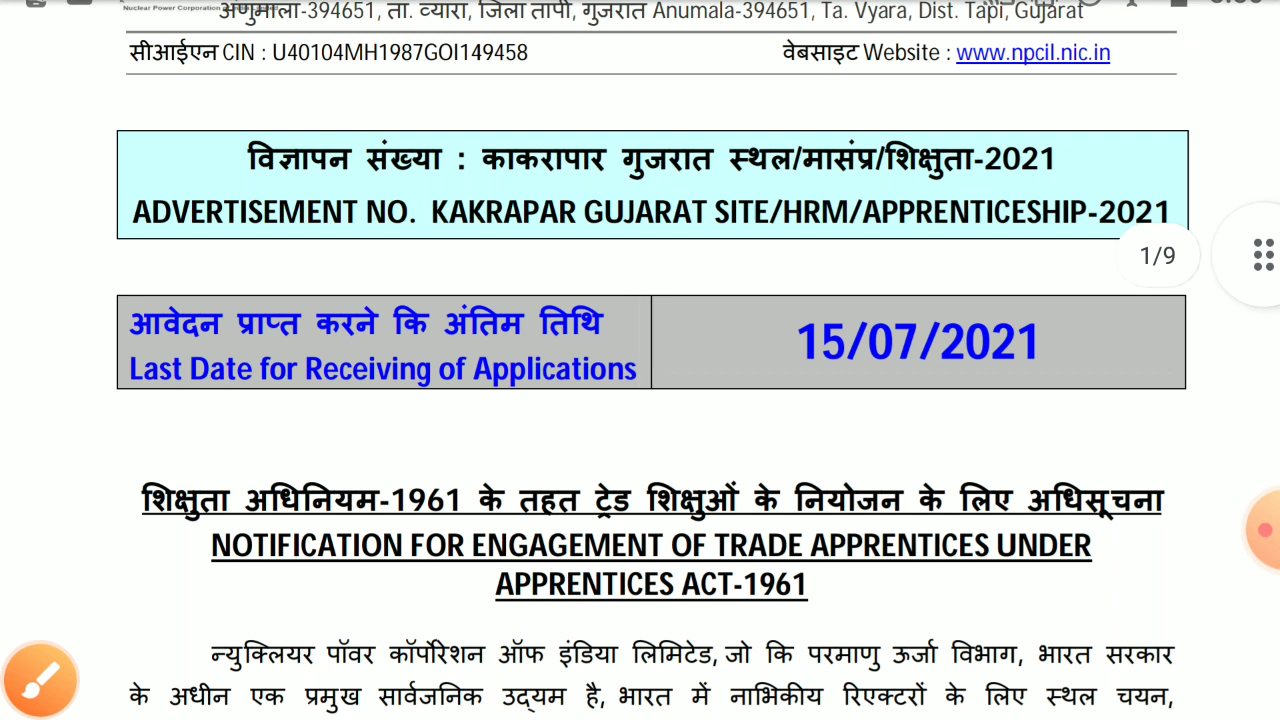 Nuclear Power Corporation
अणुमाला-394651, ता. व्यारा, जिला तापी, गुजरात Anumala-394651, Ta. Vyara, Dist. Tapi, Gujarat
सीआईएन CIN : U40104MH1987GOI149458 वेबसाइट Website : www.npcil.nic.in
विज्ञापन संख्या : काकरापार गुजरात स्थल/मासंप्र/शिक्षुता-2021
ADVERTISEMENT NO. KAKRAPAR GUJARAT SITE/HRM/APPRENTICESHIP-2021
1/9
आवेदन प्राप्त करने कि अंतिम तिथि
Last Date for Receiving of Applications
15/07/2021
शिक्षुता अधिनियम-1961 के तहत ट्रेड शिक्षुओं के नियोजन के लिए अधिसूचना
NOTIFICATION FOR ENGAGEMENT OF TRADE APPRENTICES UNDER
APPRENTICES ACT-1961
न्युक्लियर पॉवर कॉर्पोरेशन ऑफ इंडिया लिमिटेड, जो कि परमाणु ऊर्जा विभाग, भारत सरकार
के अधीन एक प्रमुख सार्वजनिक उद्यम है, भारत में नाभिकीय रिएक्टरों के लिए स्थल चयन,